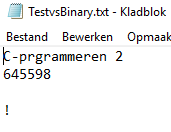 TestvsBinary.txt - Kladblok
Bestand Bewerken Opmaak
C-prgrammeren 2
645598
!